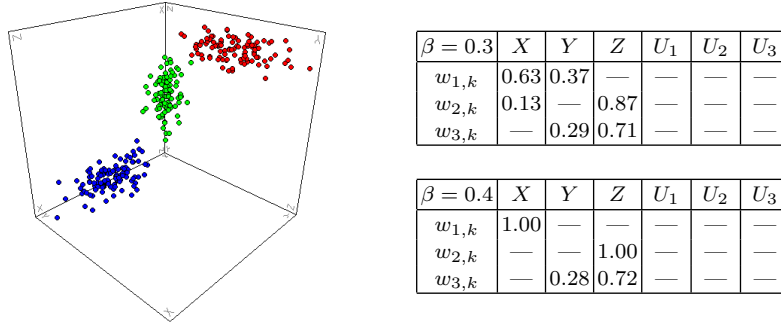 Z
X Z
Y
X Y
Z
X
β = 0.3 X Y Z U₁ U₂ U₃
w₁,ₖ 0.63 0.37 — — — —
w₂,ₖ 0.13 — 0.87 — — —
w₃,ₖ — 0.29 0.71 — — —
β = 0.4 X Y Z U₁ U₂ U₃
w₁,ₖ 1.00 — — — — —
w₂,ₖ — — 1.00 — — —
w₃,ₖ — 0.28 0.72 — — —